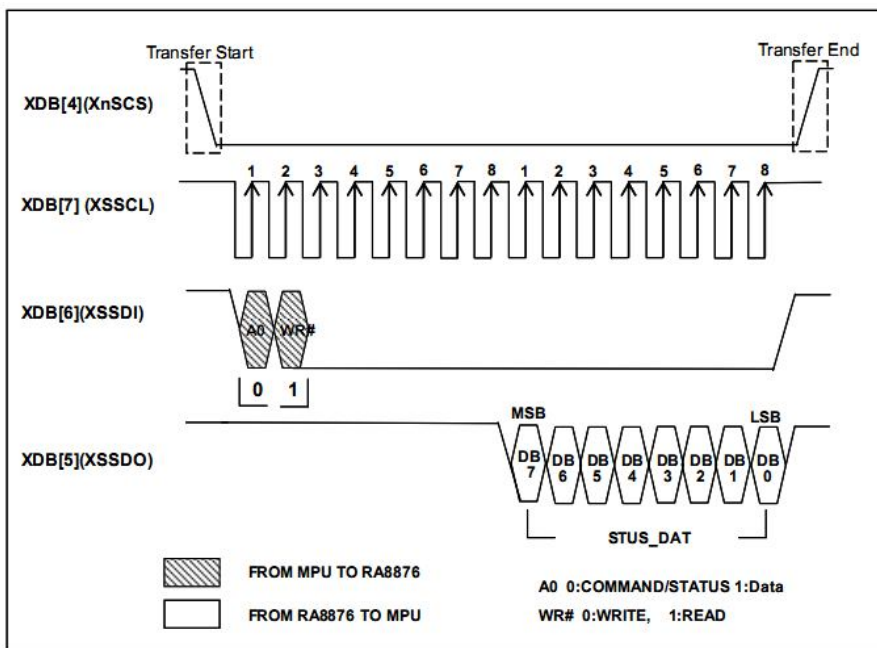 Transfer Start
Transfer End
XDB[4](XnSCS)
1 2 3 4 5 6 7 8 1 2 3 4 5 6 7 8
XDB[7] (XSSCL)
XDB[6](XSSDI)
A0 WR#
0 1
MSB LSB
XDB[5](XSSDO)
DB 7 DB 6 DB 5 DB 4 DB 3 DB 2 DB 1 DB 0
STUS_DAT
FROM MPU TO RA8876
A0 0:COMMAND/STATUS 1:Data
FROM RA8876 TO MPU
WR# 0:WRITE, 1:READ